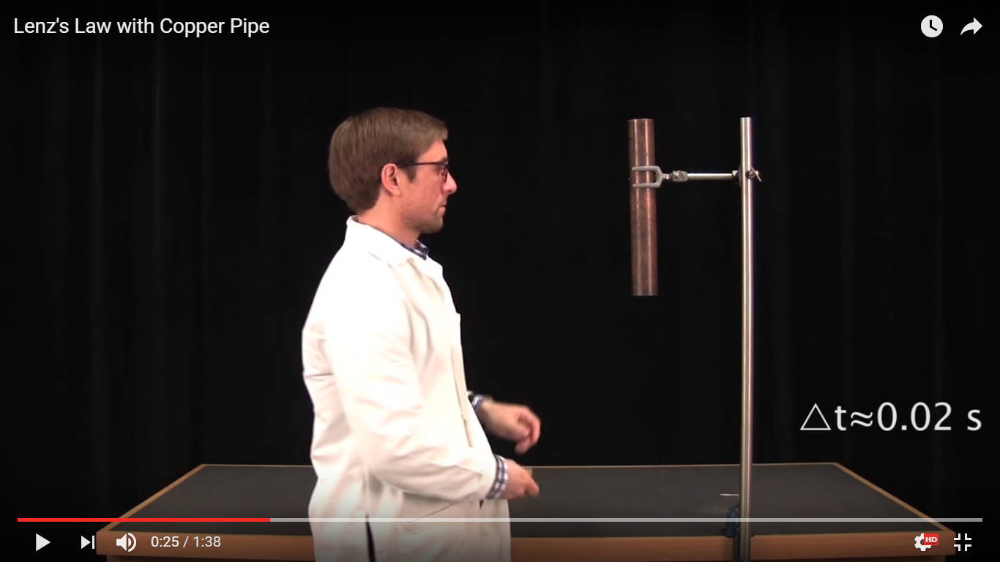 Lenz's Law with Copper Pipe
△t≈0.02 s
0:25 / 1:38
HD